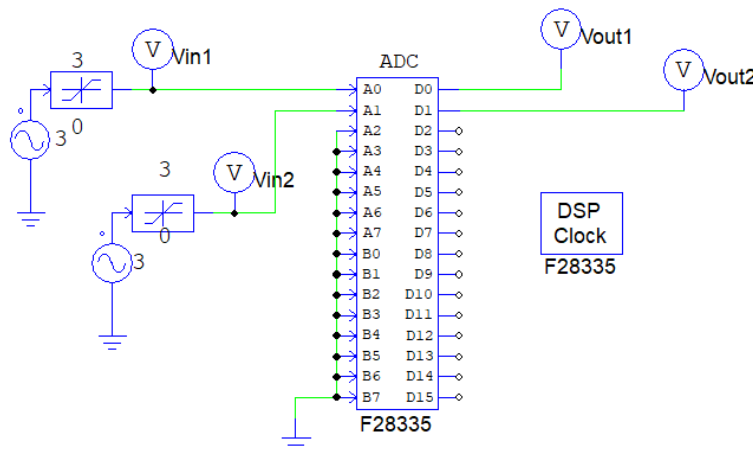 3
V
Vin1
0
3
3
V
Vin2
0
3
ADC
A0 D0
A1 D1
A2 D2
A3 D3
A4 D4
A5 D5
A6 D6
A7 D7
B0 D8
B1 D9
B2 D10
B3 D11
B4 D12
B5 D13
B6 D14
B7 D15
F28335
V
Vout1
V
Vout2
DSP
Clock
F28335